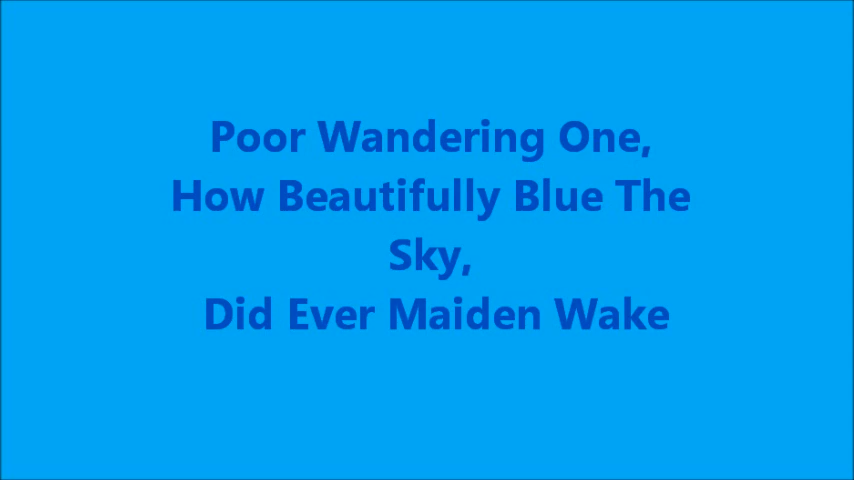 Poor Wandering One,
How Beautifully Blue The
Sky,
Did Ever Maiden Wake